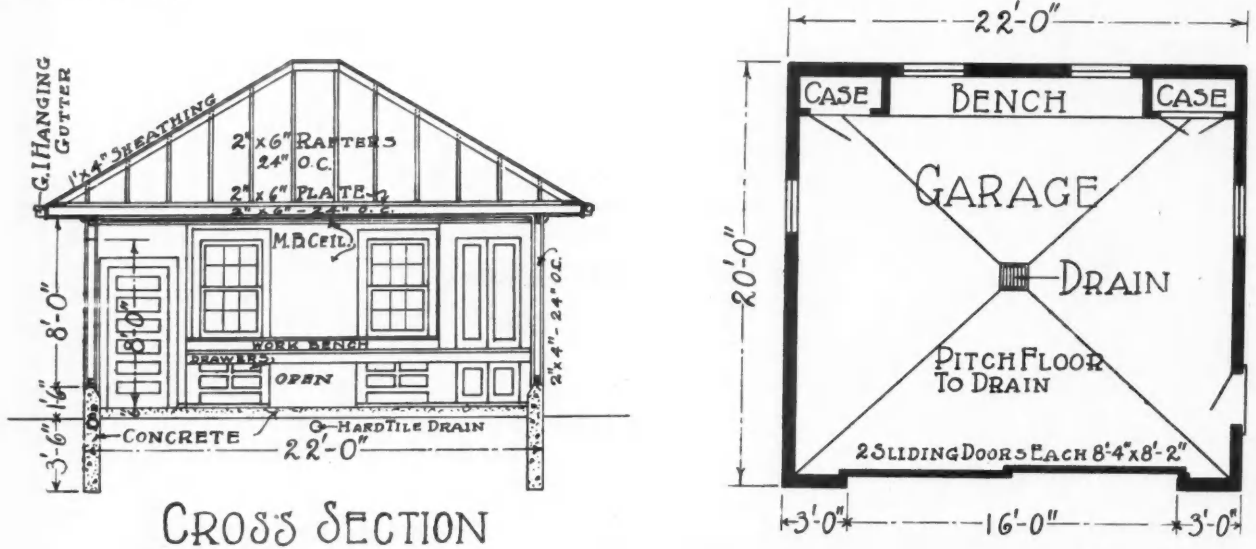 G.I. HANGING
GUTTER
1"x4" SHEATHING
2"x6" RAFTERS
24" O.C.
2"x6" PLATE
2"x6"-24" O.C.
M.B. CEIL.
8'-0"
8'-0"
2"x4"-24" O.C.
WORK BENCH
DRAWERS
OPEN
1'-6"
3'-6"
CONCRETE
HARD TILE DRAIN
22'-0"
CROSS SECTION
22'-0"
CASE
BENCH
CASE
GARAGE
20'-0"
DRAIN
PITCH FLOOR
TO DRAIN
2 SLIDING DOORS EACH 8'-4"x8'-2"
3'-0"
16'-0"
3'-0"